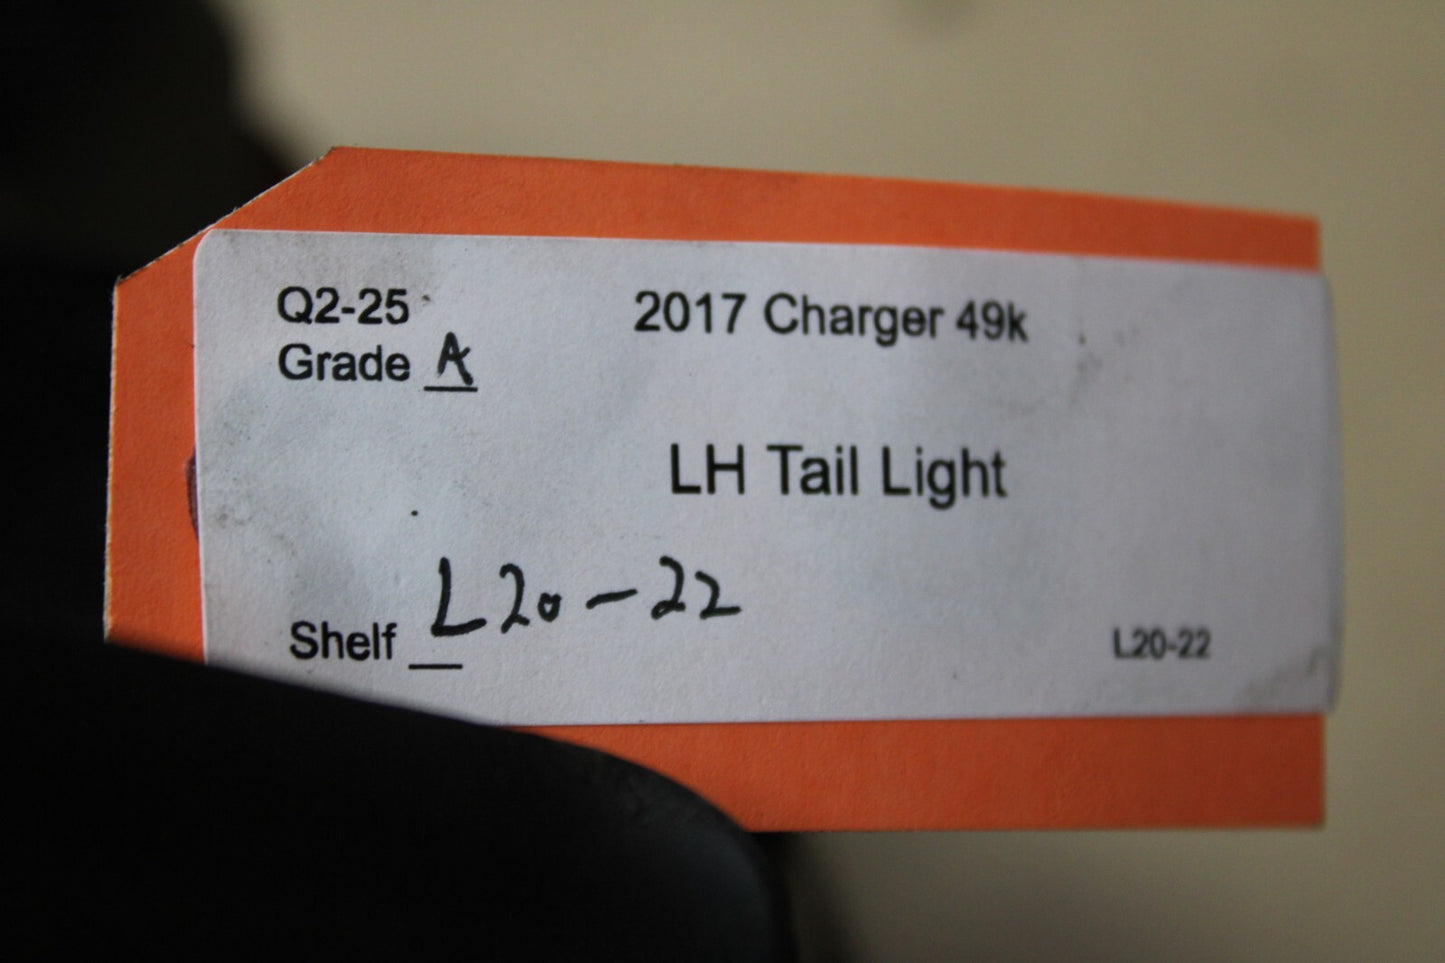 Q2-25
2017 Charger 49k
Grade A
LH Tail Light
Shelf L20-22
L20-22